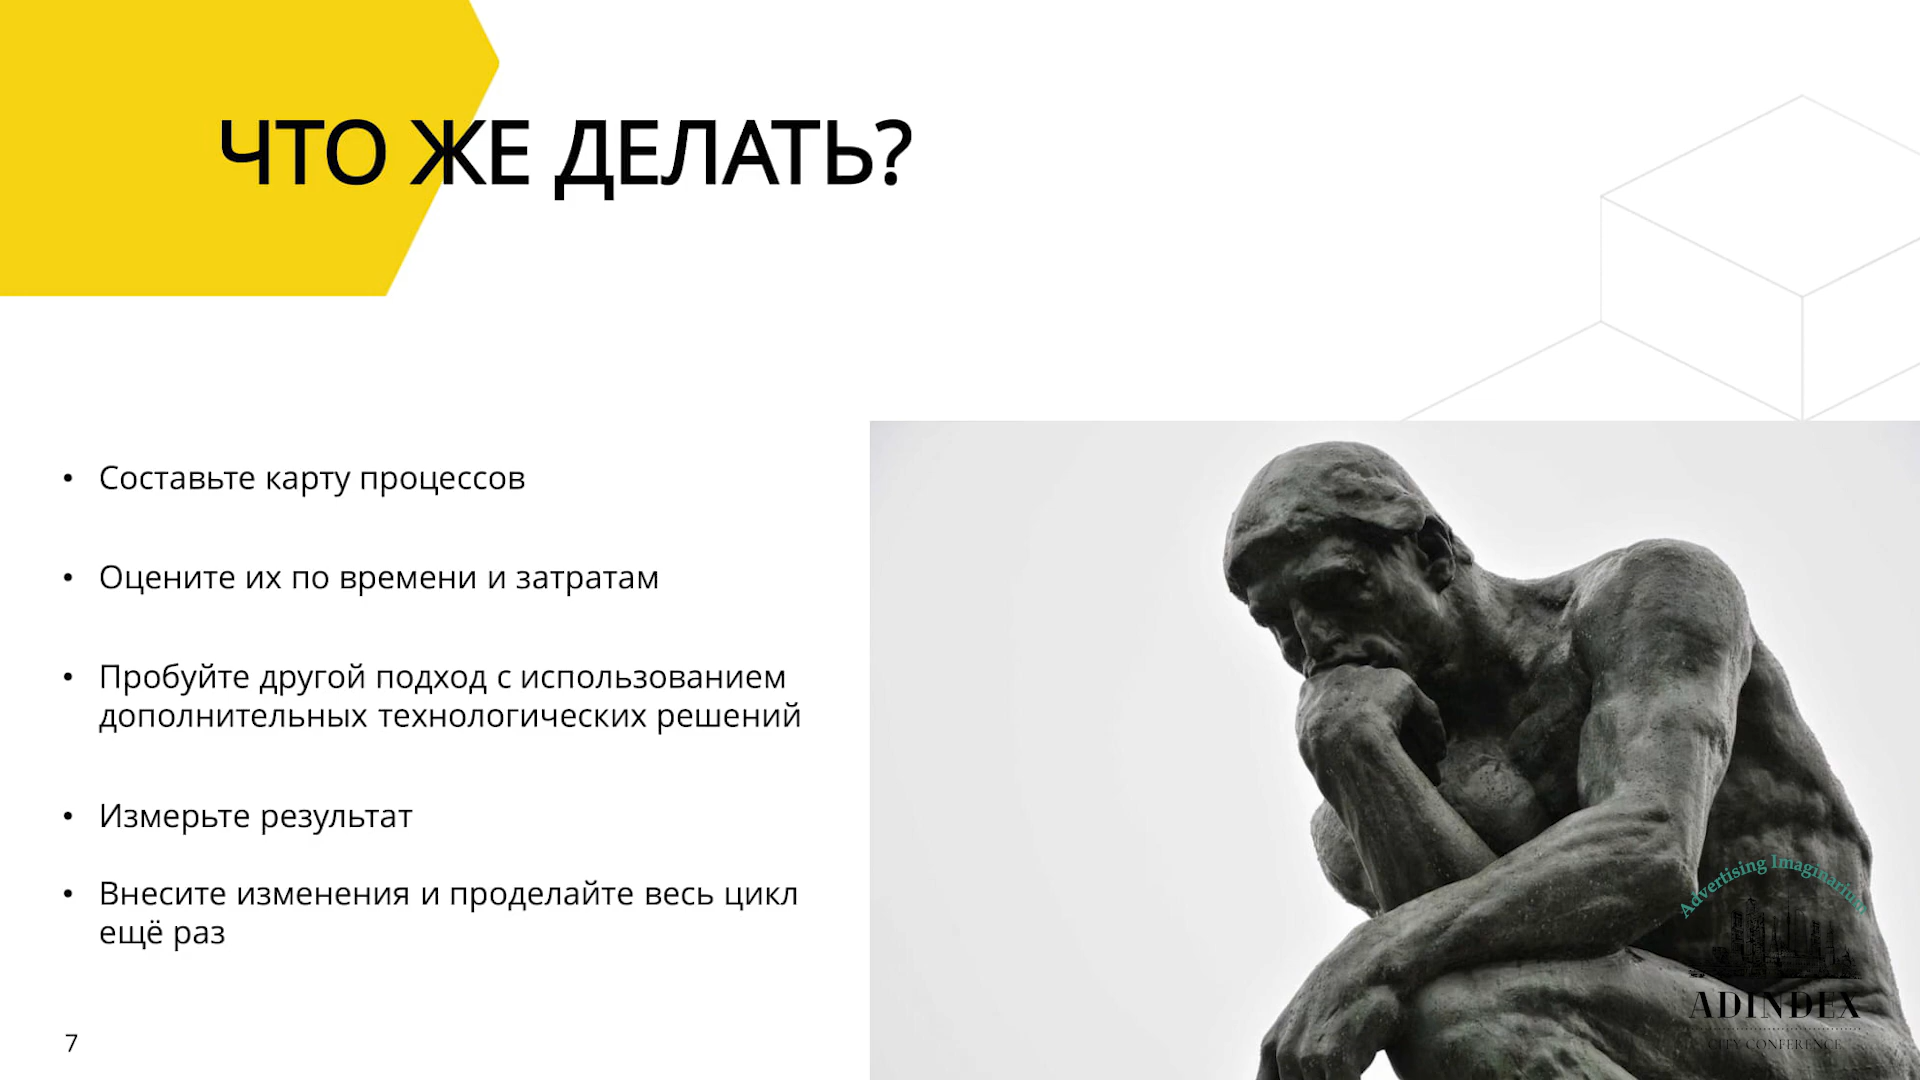 ЧТО ЖЕ ДЕЛАТЬ?
• Составьте карту процессов
• Оцените их по времени и затратам
• Пробуйте другой подход с использованием
дополнительных технологических решений
• Измерьте результат
• Внесите изменения и проделайте весь цикл
ещё раз
7
Advertising Imaginarium
ADINDEX
CITY CONFERENCE